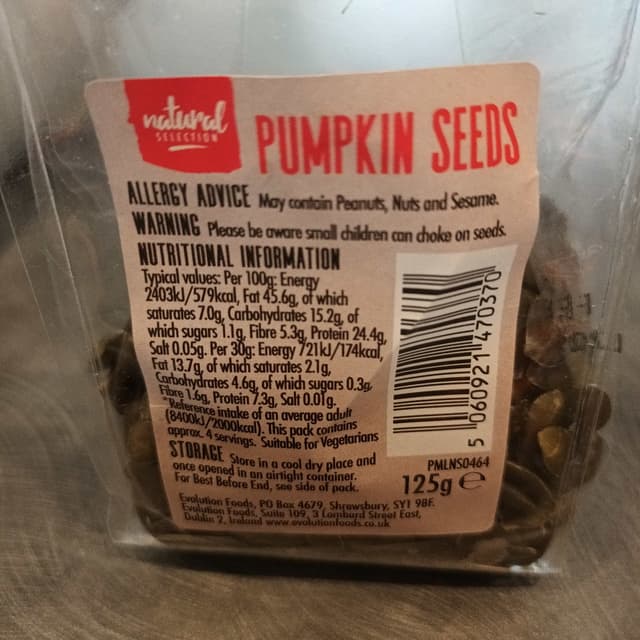 natural
SELECTION
PUMPKIN SEEDS
ALLERGY ADVICE May contain Peanuts, Nuts and Sesame.
WARNING Please be aware small children can choke on seeds.
NUTRITIONAL INFORMATION
Typical values: Per 100g: Energy
2403kJ/579kcal, Fat 45.6g, of which
saturates 7.0g, Carbohydrates 15.2g, of
which sugars 1.1g, Fibre 5.3g, Protein 24.4g,
Salt 0.05g. Per 30g: Energy 721kJ/174kcal,
Fat 13.7g, of which saturates 2.1g,
Carbohydrates 4.6g, of which sugars 0.3g,
Fibre 1.6g, Protein 7.3g, Salt 0.01g.
*Reference intake of an average adult
(8400kJ/2000kcal). This pack contains
approx. 4 servings. Suitable for Vegetarians
STORAGE Store in a cool dry place and
once opened in an airtight container.
For Best Before End, see side of pack.
Evolution Foods, PO Box 4679, Shrewsbury, SY1 9BF.
Evolution Foods, Suite 109, 3 Lombard Street East,
Dublin 2, Ireland www.evolutionfoods.co.uk
5 060921 470370
PMLNS0464
125g ℮